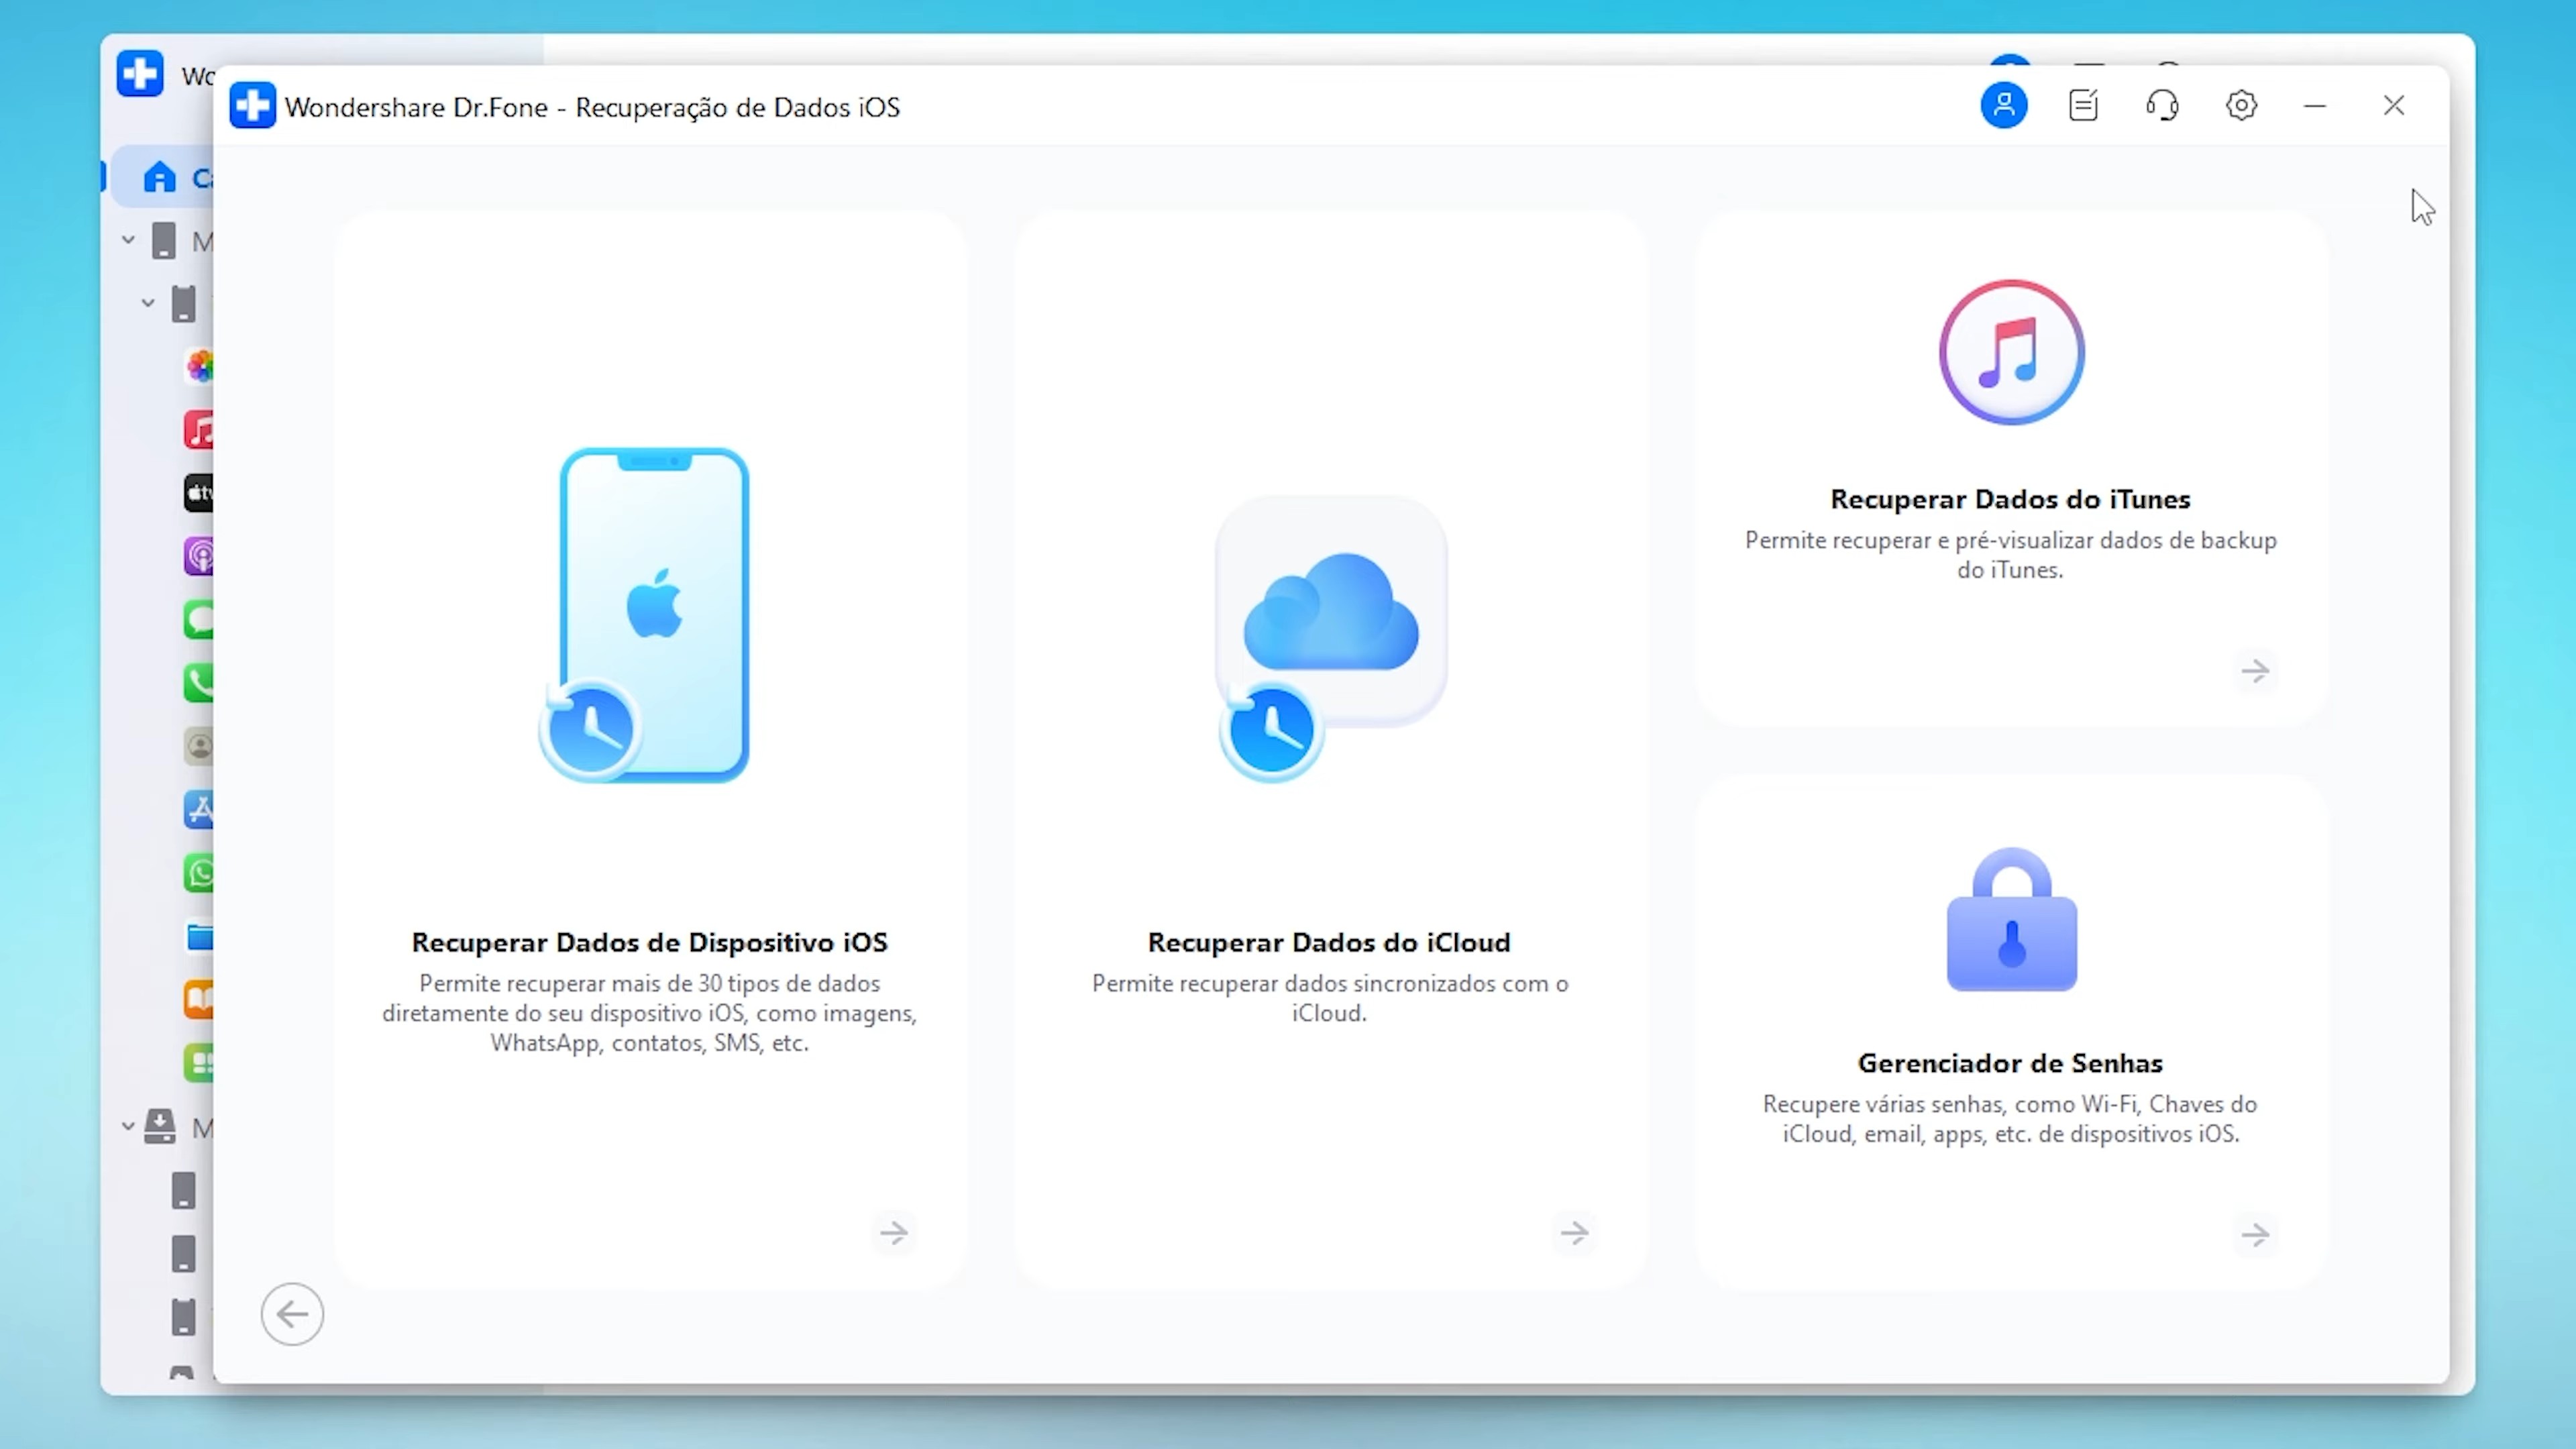 Wondershare Dr.Fone - Recuperação de Dados iOS
Recuperar Dados de Dispositivo iOS
Permite recuperar mais de 30 tipos de dados
diretamente do seu dispositivo iOS, como imagens,
WhatsApp, contatos, SMS, etc.
Recuperar Dados do iCloud
Permite recuperar dados sincronizados com o
iCloud.
Recuperar Dados do iTunes
Permite recuperar e pré-visualizar dados de backup
do iTunes.
Gerenciador de Senhas
Recupere várias senhas, como Wi-Fi, Chaves do
iCloud, email, apps, etc. de dispositivos iOS.